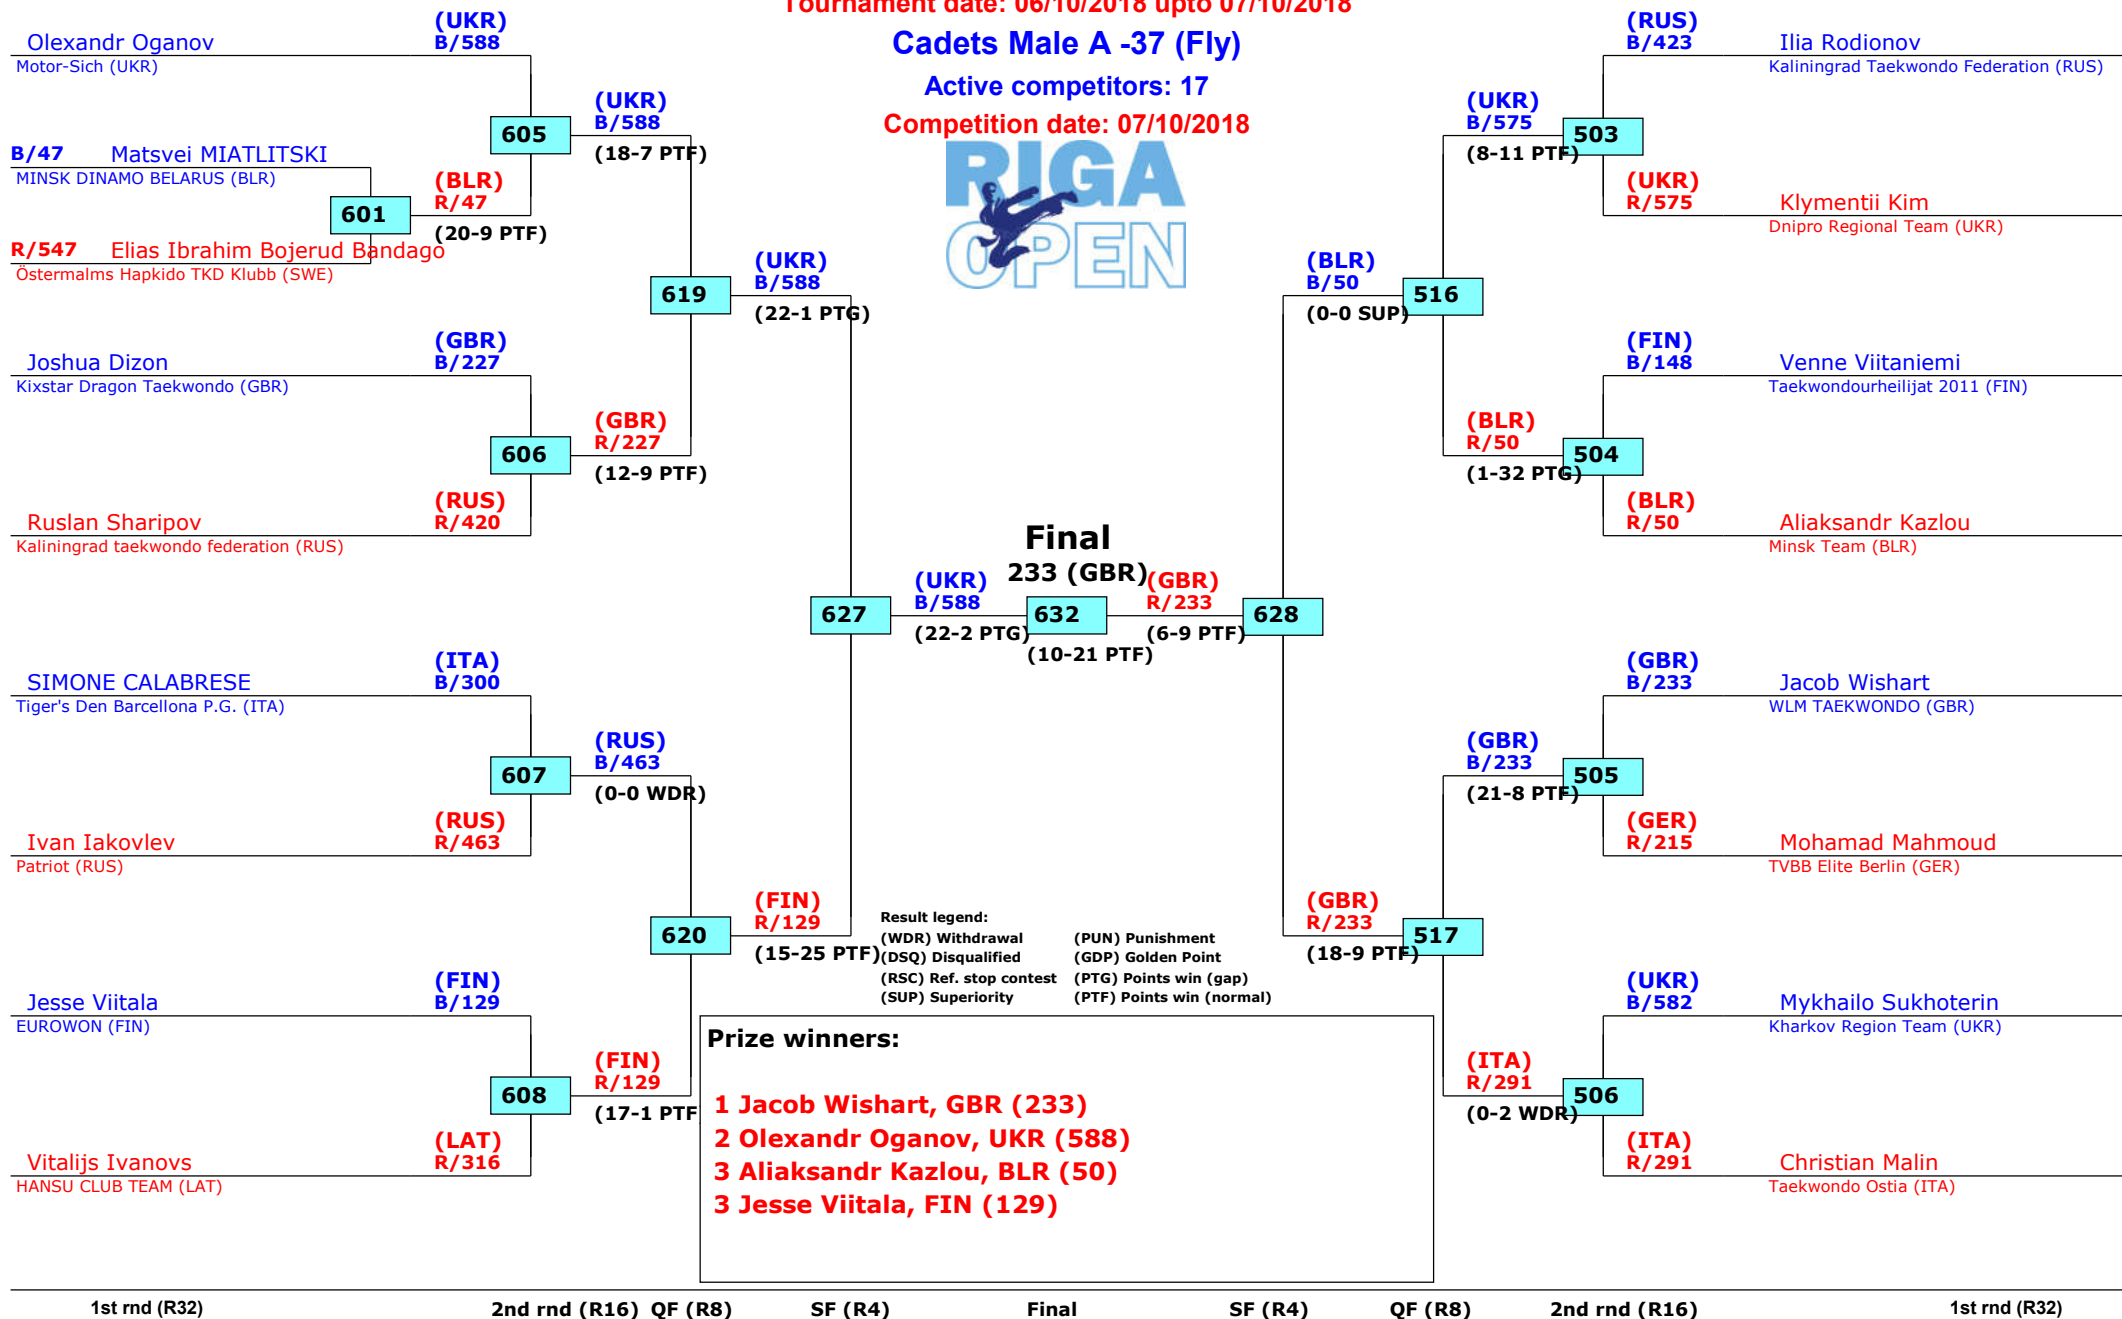 Tournament date: 06/10/2018 upto 07/10/2018
Cadets Male A -37 (Fly)
Active competitors: 17
Competition date: 07/10/2018
RIGA
OPEN
(UKR)
Olexandr Oganov B/588
Motor-Sich (UKR)
(UKR)
B/588
605
(18-7 PTF)
B/47 Matsvei MIATLITSKI
MINSK DINAMO BELARUS (BLR)
(BLR)
R/47
601
(20-9 PTF)
R/547 Elias Ibrahim Bojerud Bandago
Östermalms Hapkido TKD Klubb (SWE)
(UKR)
B/588
619
(22-1 PTG)
(GBR)
Joshua Dizon B/227
Kixstar Dragon Taekwondo (GBR)
(GBR)
R/227
606
(12-9 PTF)
(RUS)
Ruslan Sharipov R/420
Kaliningrad taekwondo federation (RUS)
(UKR)
B/588
627
(22-2 PTG)
(ITA)
SIMONE CALABRESE B/300
Tiger's Den Barcellona P.G. (ITA)
(RUS)
B/463
607
(0-0 WDR)
(RUS)
Ivan Iakovlev R/463
Patriot (RUS)
(FIN)
R/129
620
(15-25 PTF)
(FIN)
Jesse Viitala B/129
EUROWON (FIN)
(FIN)
R/129
608
(17-1 PTF
(LAT)
Vitalijs Ivanovs R/316
HANSU CLUB TEAM (LAT)
Final
233 (GBR)
632
(10-21 PTF)
(GBR)
R/233
628
(6-9 PTF)
(RUS)
B/423 Ilia Rodionov
Kaliningrad Taekwondo Federation (RUS)
(UKR)
B/575
503
(8-11 PTF)
(UKR)
R/575 Klymentii Kim
Dnipro Regional Team (UKR)
(BLR)
B/50
516
(0-0 SUP)
(FIN)
B/148 Venne Viitaniemi
Taekwondourheilijat 2011 (FIN)
(BLR)
R/50
504
(1-32 PTG)
(BLR)
R/50 Aliaksandr Kazlou
Minsk Team (BLR)
(GBR)
B/233 Jacob Wishart
WLM TAEKWONDO (GBR)
(GBR)
B/233
505
(21-8 PTF)
(GER)
R/215 Mohamad Mahmoud
TVBB Elite Berlin (GER)
(GBR)
R/233
517
(18-9 PTF)
(UKR)
B/582 Mykhailo Sukhoterin
Kharkov Region Team (UKR)
(ITA)
R/291
506
(0-2 WDR)
(ITA)
R/291 Christian Malin
Taekwondo Ostia (ITA)
Result legend:
(WDR) Withdrawal (PUN) Punishment
(DSQ) Disqualified (GDP) Golden Point
(RSC) Ref. stop contest (PTG) Points win (gap)
(SUP) Superiority (PTF) Points win (normal)
Prize winners:
1 Jacob Wishart, GBR (233)
2 Olexandr Oganov, UKR (588)
3 Aliaksandr Kazlou, BLR (50)
3 Jesse Viitala, FIN (129)
1st rnd (R32) 2nd rnd (R16) QF (R8) SF (R4) Final SF (R4) QF (R8) 2nd rnd (R16) 1st rnd (R32)